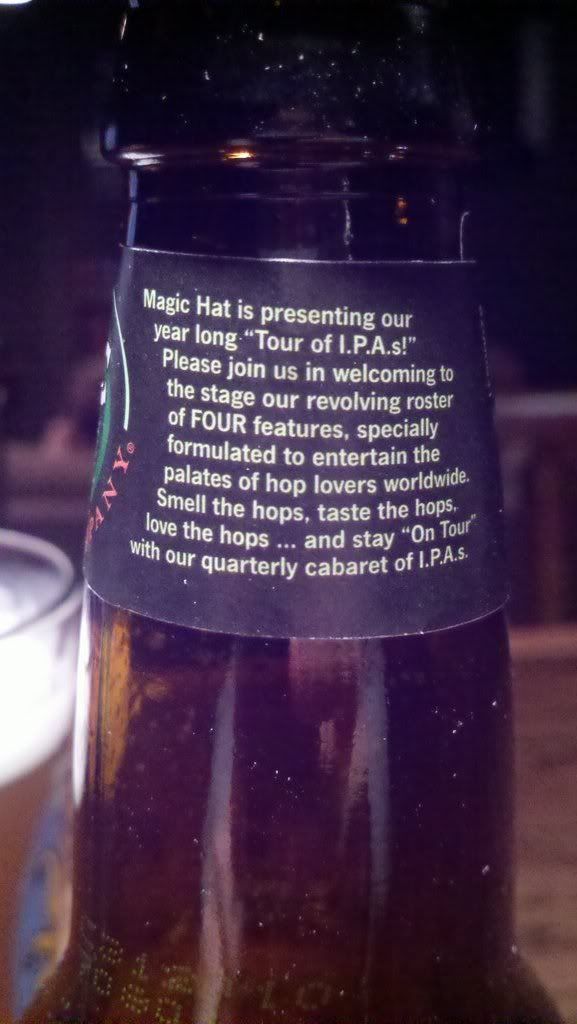 Magic Hat is presenting our
year long "Tour of I.P.A.s!"
Please join us in welcoming to
the stage our revolving roster
of FOUR features, specially
formulated to entertain the
palates of hop lovers worldwide.
Smell the hops, taste the hops,
love the hops ... and stay "On Tour"
with our quarterly cabaret of I.P.A.s.